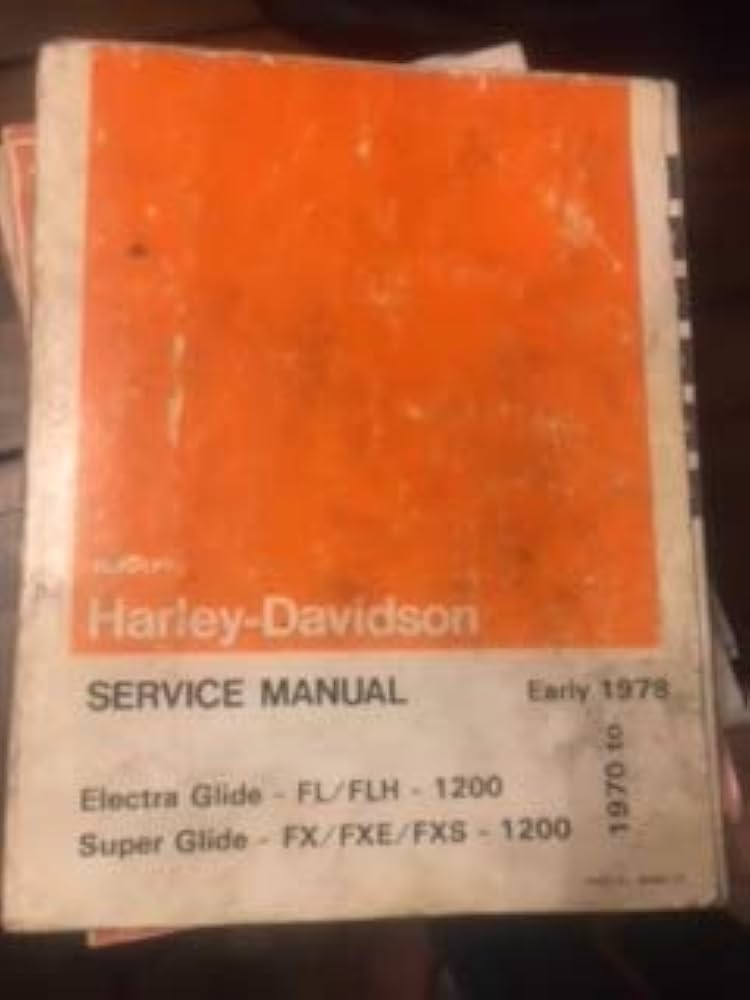 Harley-Davidson
SERVICE MANUAL
Early 1978
1970 to
Electra Glide - FL/FLH - 1200
Super Glide - FX/FXE/FXS - 1200